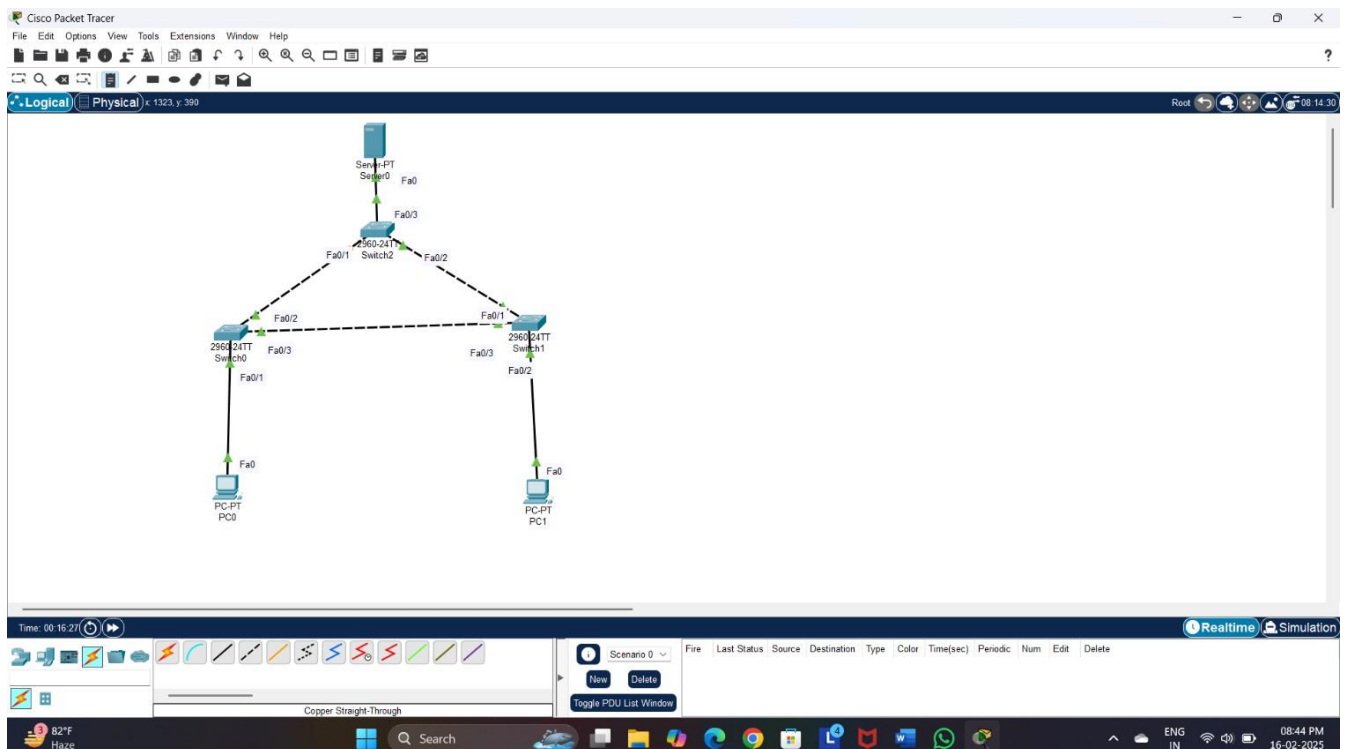 Cisco Packet Tracer
File Edit Options View Tools Extensions Window Help
?
Logical Physical x: 1323, y: 390 Root 08:14:30
Server-PT
Server0
Fa0
Fa0/3
2960-24TT
Switch2
Fa0/1
Fa0/2
Fa0/2
Fa0/1
2960-24TT
Switch0
Fa0/3
Fa0/3
2960-24TT
Switch1
Fa0/1
Fa0/2
Fa0
Fa0
PC-PT
PC0
PC-PT
PC1
Time: 00:16:27 Realtime Simulation
Scenario 0 Fire Last Status Source Destination Type Color Time(sec) Periodic Num Edit Delete
New Delete
Toggle PDU List Window
Copper Straight-Through
3 82°F
Haze
Search
4
ENG
IN
08:44 PM
16-02-2025